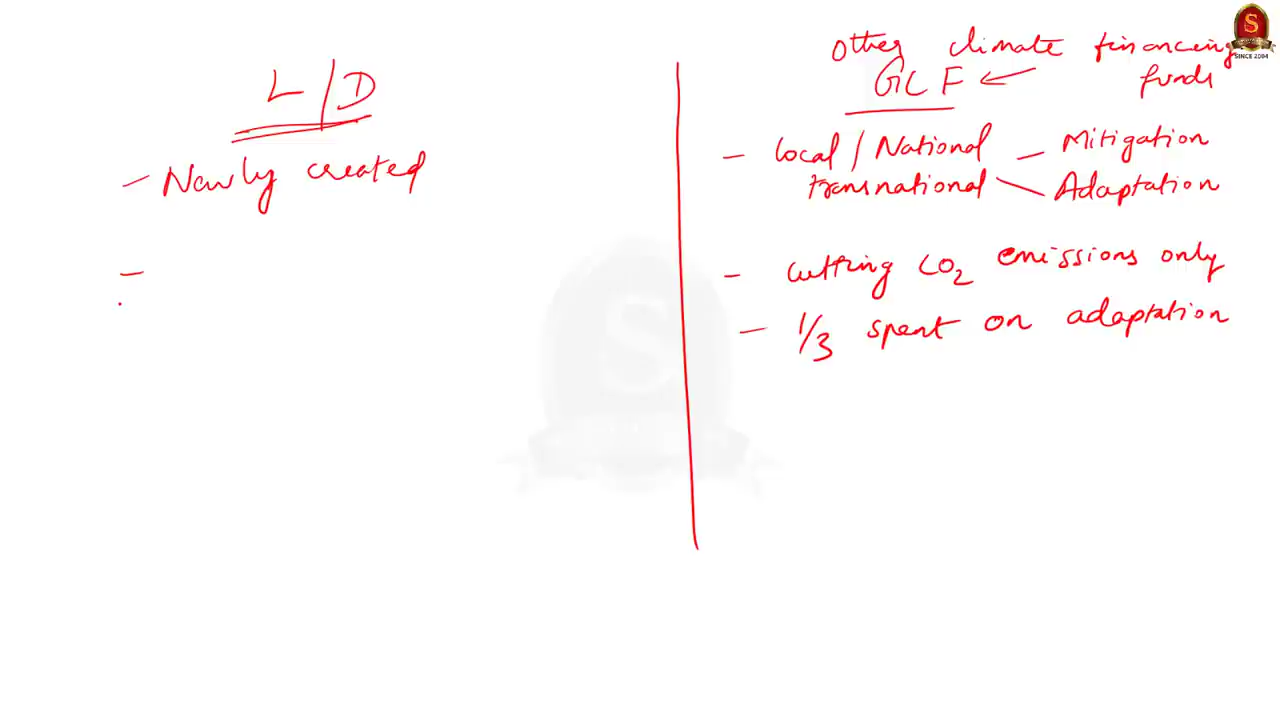 L/D
- Newly created
-
Other climate financing
funds
GCF ←
- Local / National - Mitigation
transnational - Adaptation
- Cutting CO2 emissions only
- 1/3 spent on adaptation
S
SINCE 2004